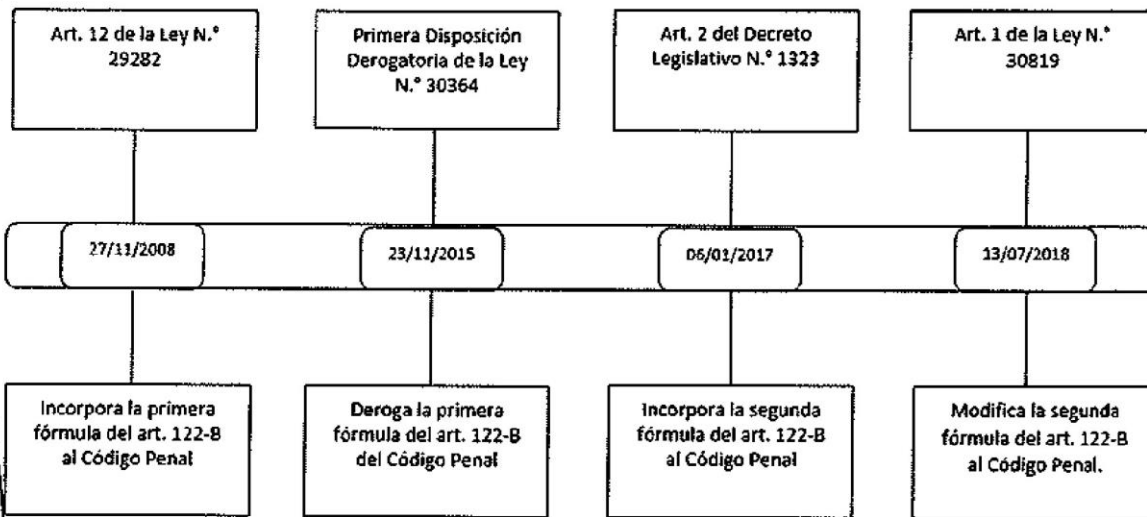 Art. 12 de la Ley N.°
29282
Primera Disposición
Derogatoria de la Ley
N.° 30364
Art. 2 del Decreto
Legislativo N.° 1323
Art. 1 de la Ley N.°
30819
27/11/2008
23/11/2015
06/01/2017
13/07/2018
Incorpora la primera
fórmula del art. 122-B
al Código Penal
Deroga la primera
fórmula del art. 122-B
del Código Penal
Incorpora la segunda
fórmula del art. 122-B
al Código Penal
Modifica la segunda
fórmula del art. 122-B
al Código Penal.